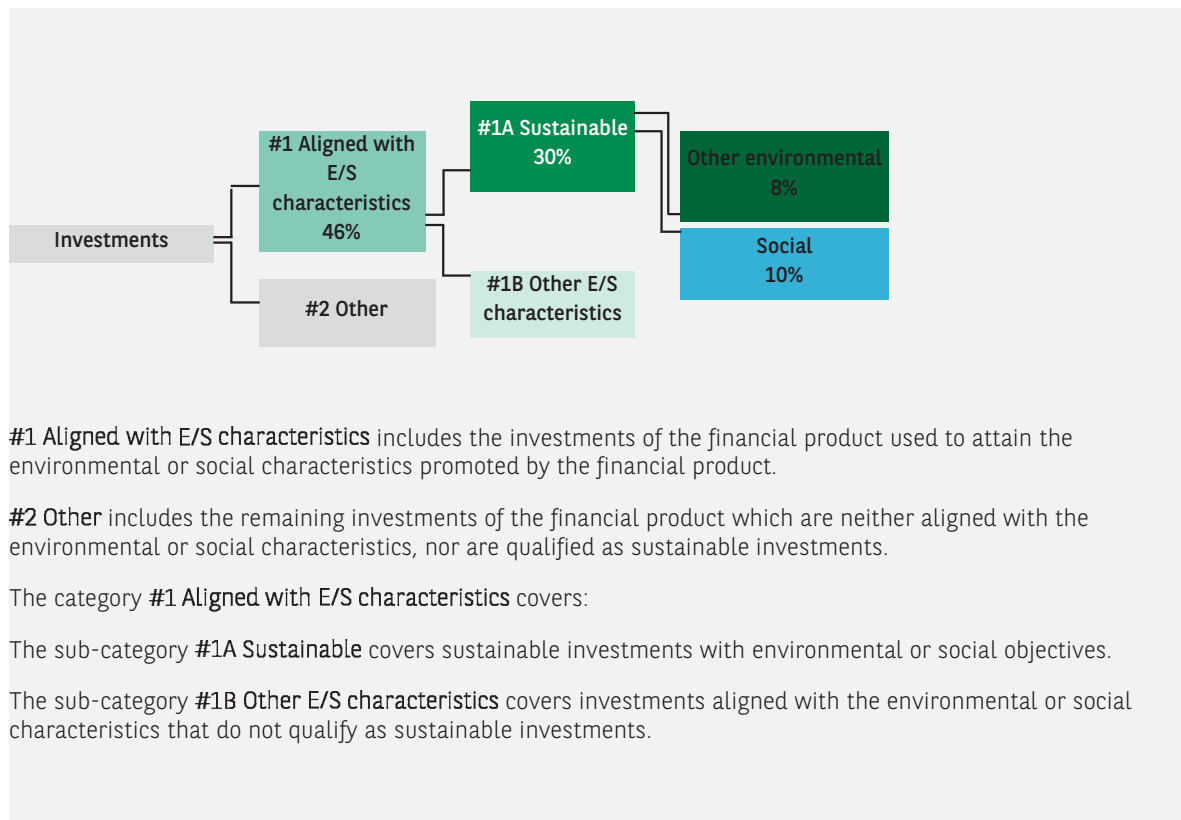 Investments
#1 Aligned with
E/S
characteristics
46%
#2 Other
#1A Sustainable
30%
#1B Other E/S
characteristics
Other environmental
8%
Social
10%
#1 Aligned with E/S characteristics includes the investments of the financial product used to attain the
environmental or social characteristics promoted by the financial product.
#2 Other includes the remaining investments of the financial product which are neither aligned with the
environmental or social characteristics, nor are qualified as sustainable investments.
The category #1 Aligned with E/S characteristics covers:
The sub-category #1A Sustainable covers sustainable investments with environmental or social objectives.
The sub-category #1B Other E/S characteristics covers investments aligned with the environmental or social
characteristics that do not qualify as sustainable investments.